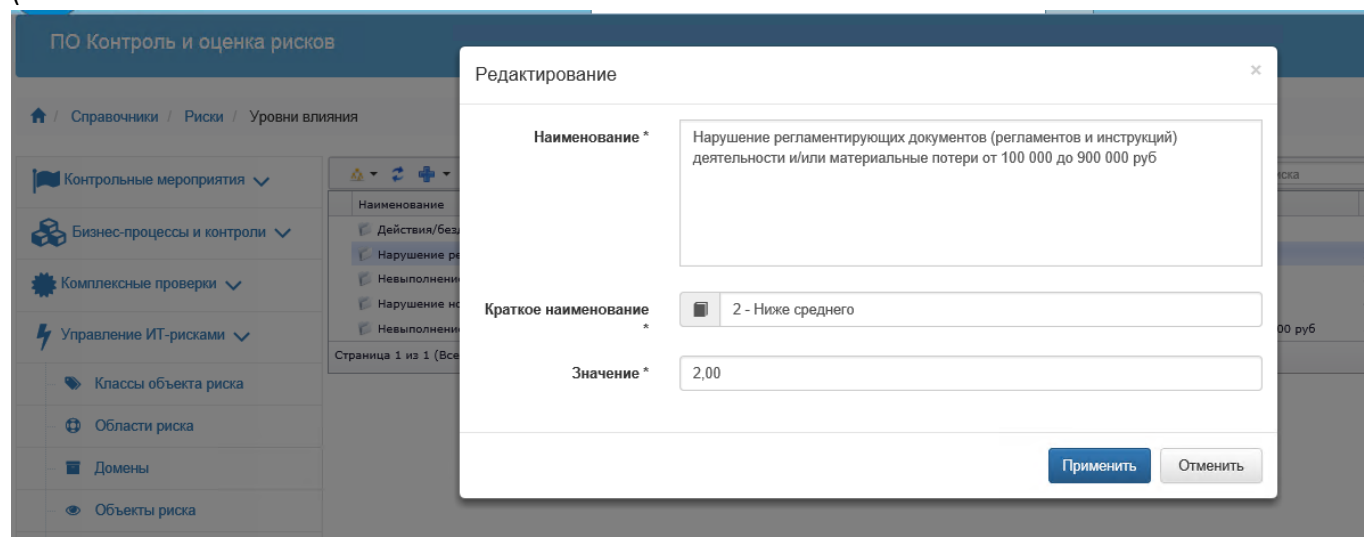 ПО Контроль и оценка рисков
Редактирование
×
/ Справочники / Риски / Уровни влияния
Наименование *
Нарушение регламентирующих документов (регламентов и инструкций)
деятельности и/или материальные потери от 100 000 до 900 000 руб
Контрольные мероприятия
Наименование
Бизнес-процессы и контроли
Действия/без
Нарушение ре
Комплексные проверки
Невыполнени
Краткое наименование *
2 - Ниже среднего
Нарушение но
Управление ИТ-рисками
Невыполнени
00 руб
Страница 1 из 1 (Все
Значение *
2,00
Классы объекта риска
Области риска
Домены
Применить
Отменить
Объекты риска